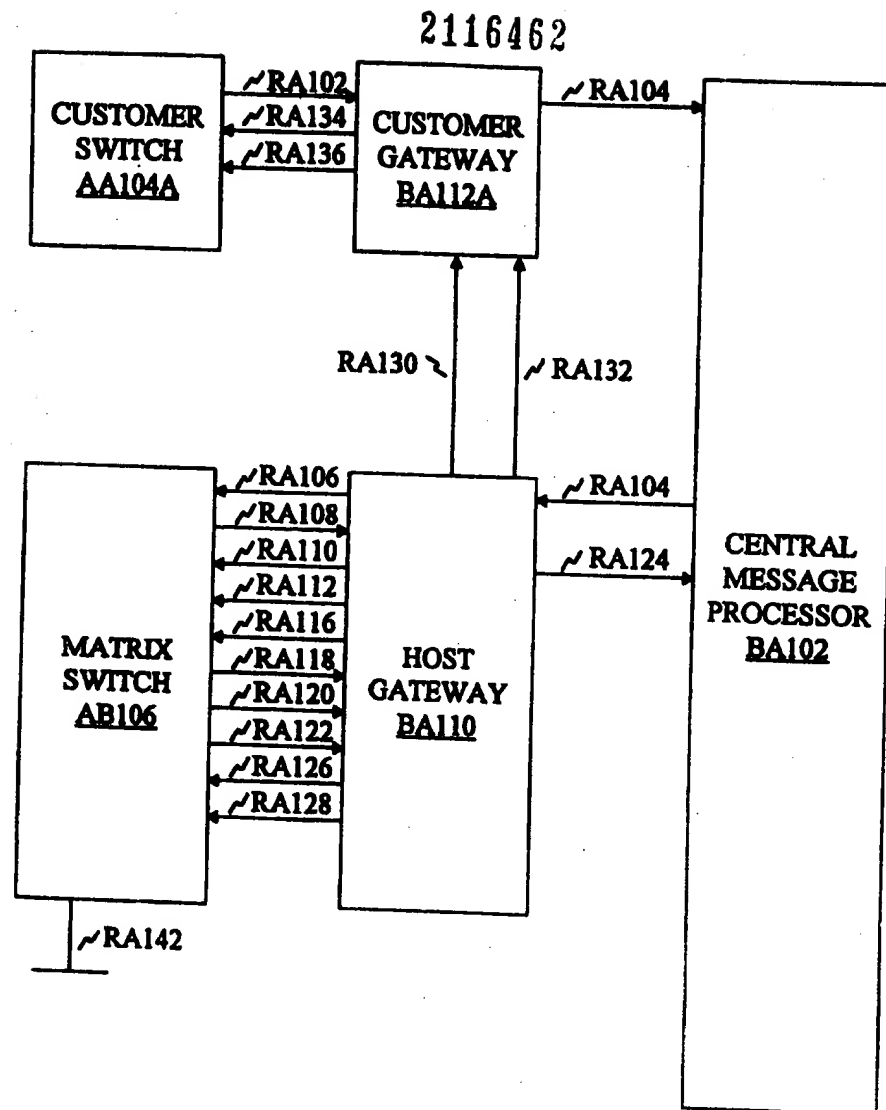 2116462
CUSTOMER
SWITCH
AA104A
RA102
RA134
RA136
CUSTOMER
GATEWAY
BA112A
RA104
RA130
RA132
MATRIX
SWITCH
AB106
RA106
RA108
RA110
RA112
RA116
RA118
RA120
RA122
RA126
RA128
HOST
GATEWAY
BA110
RA104
RA124
CENTRAL
MESSAGE
PROCESSOR
BA102
RA142